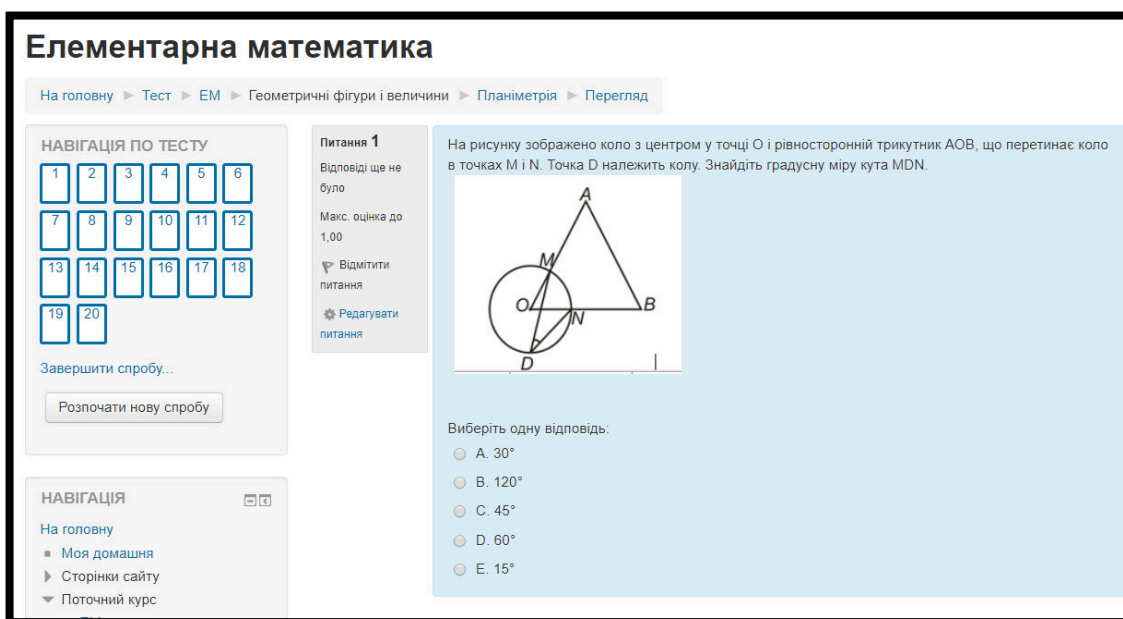 Елементарна математика
На головну ► Тест ► ЕМ ► Геометричні фігури і величини ► Планіметрія ► Перегляд
НАВІГАЦІЯ ПО ТЕСТУ
1 2 3 4 5 6
7 8 9 10 11 12
13 14 15 16 17 18
19 20
Завершити спробу...
Розпочати нову спробу
НАВІГАЦІЯ
На головну
Моя домашня
Сторінки сайту
Поточний курс
Питання 1
Відповіді ще не
було
Макс. оцінка до
1,00
Відмітити
питання
Редагувати
питання
На рисунку зображено коло з центром у точці О і рівносторонній трикутник АОВ, що перетинає коло
в точках М і N. Точка D належить колу. Знайдіть градусну міру кута MDN.
A
M
O
N
B
D
Виберіть одну відповідь:
A. 30°
B. 120°
C. 45°
D. 60°
E. 15°